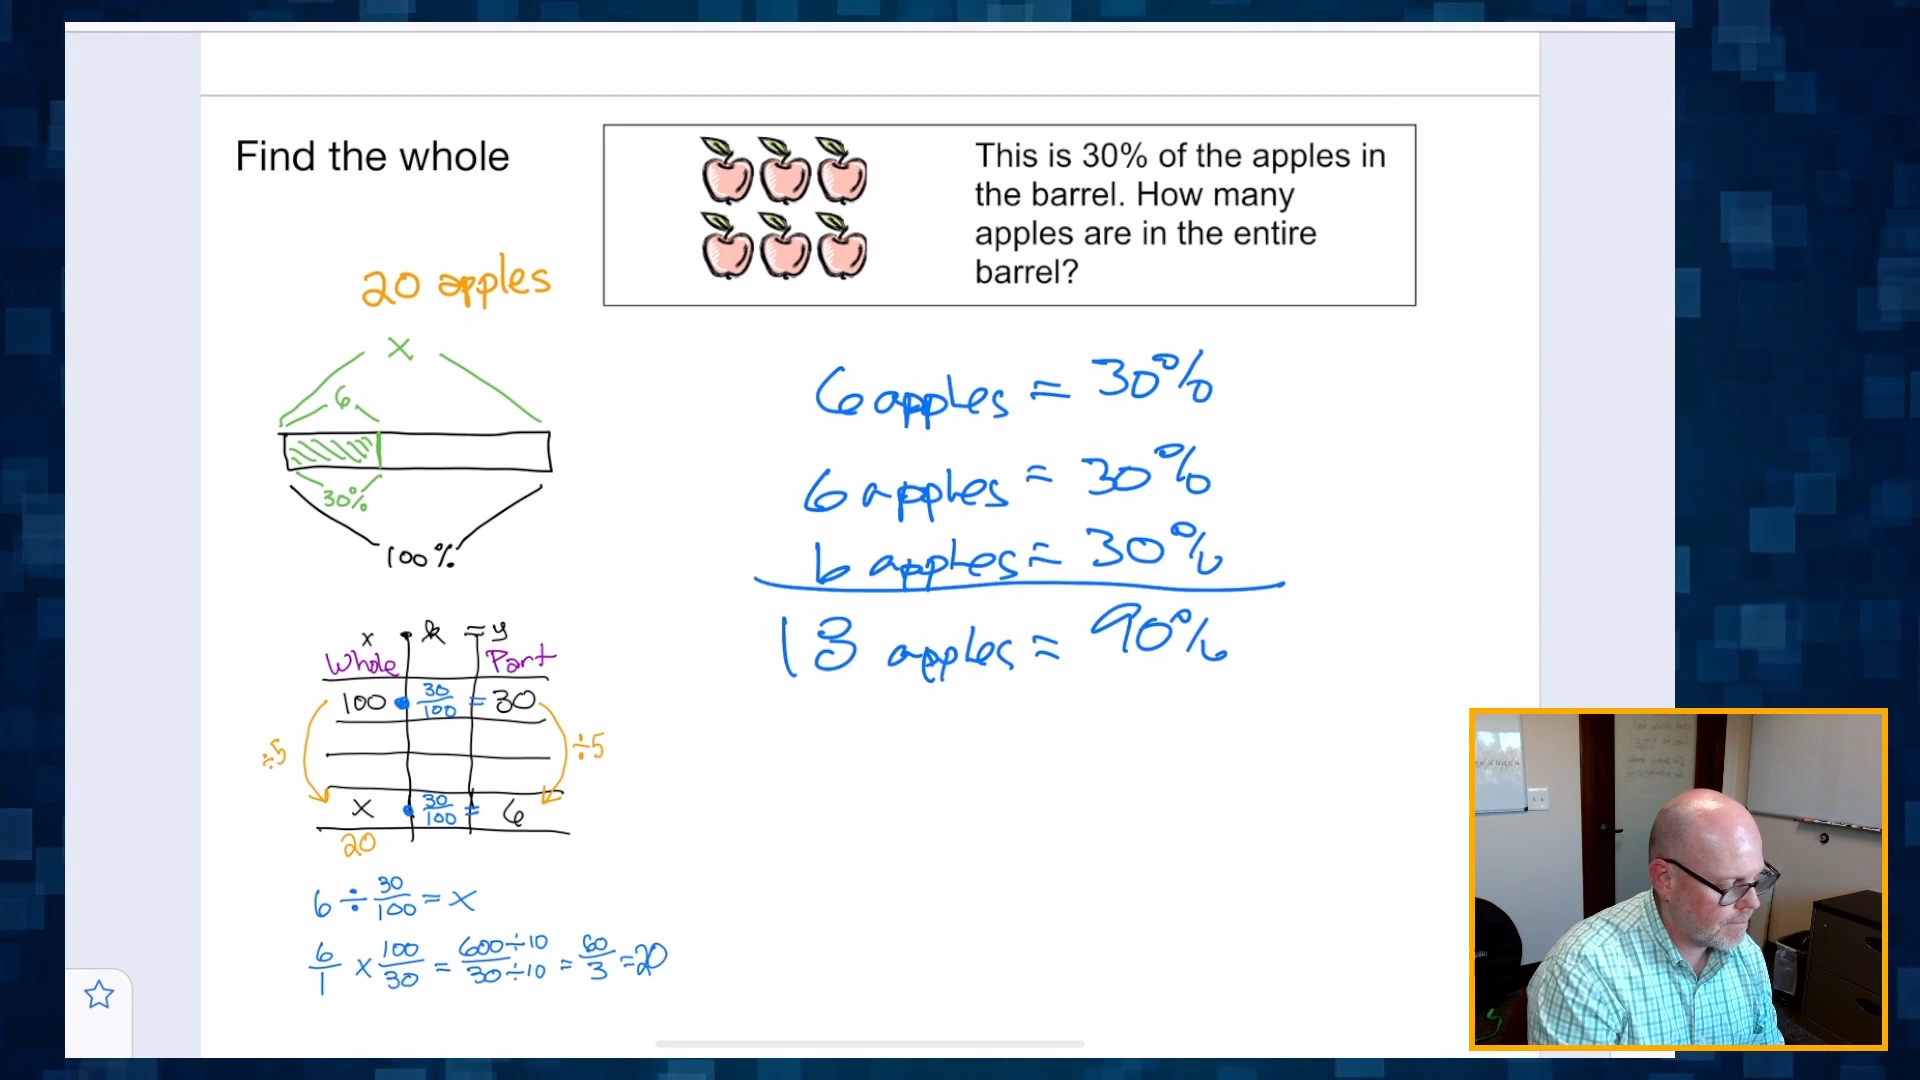 Find the whole
This is 30% of the apples in
the barrel. How many
apples are in the entire
barrel?
20 apples
x
6
30%
100%
6 apples = 30%
6 apples = 30%
6 apples = 30%
18 apples = 90%
x • k = y
Whole Part
100 • 30/100 = 30
÷5 ÷5
x • 30/100 = 6
20
6 ÷ 30/100 = x
6/1 x 100/30 = 600÷10/30÷10 = 60/3 = 20